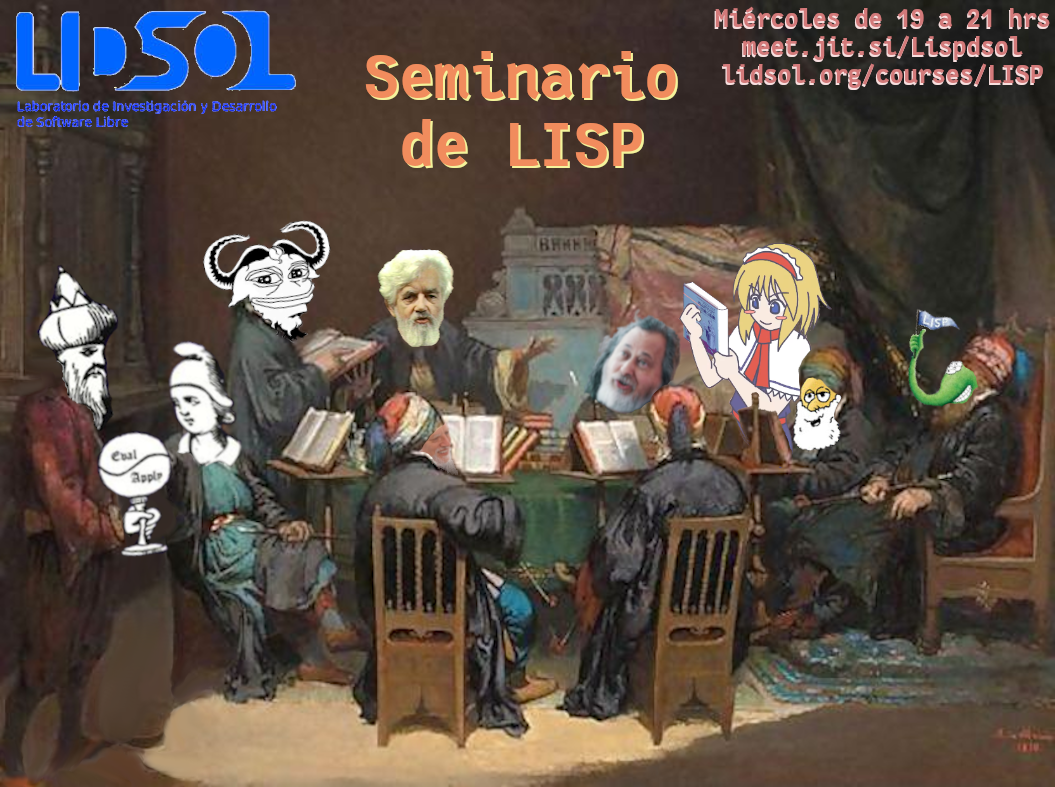 LIDSOL
Laboratorio de Investigación y Desarrollo
de Software Libre
Seminario
de LISP
Miércoles de 19 a 21 hrs
meet.jit.si/Lispdsol
lidsol.org/courses/LISP
LISP
Eval
Apply